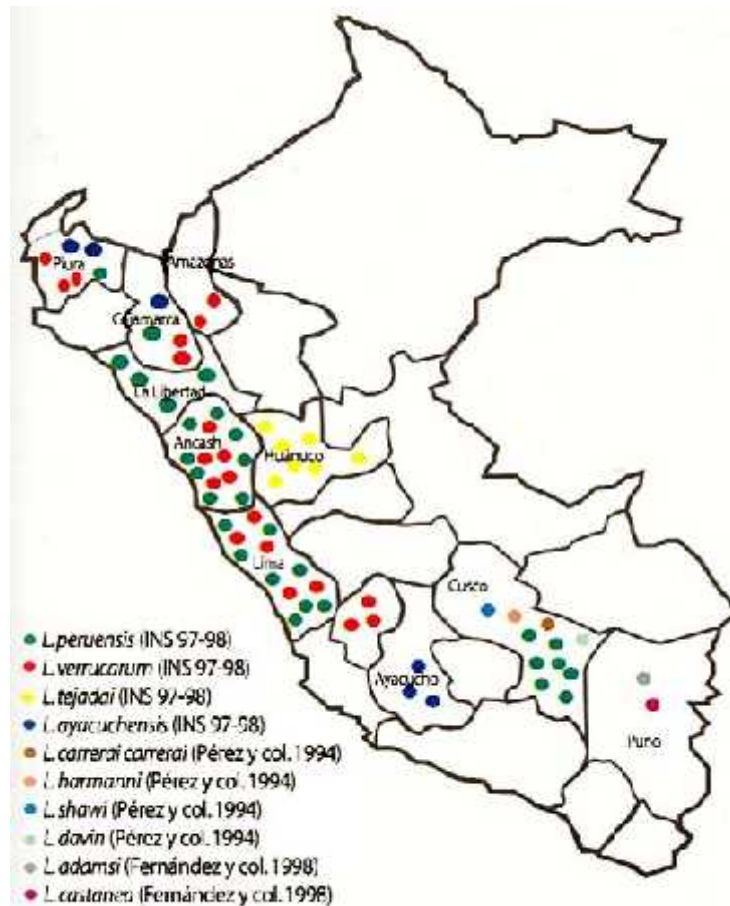 Piura
Amazonas
Cajamarca
La Libertad
Ancash
Huánuco
Lima
Cusco
Ayacucho
Puno
L.peruensis (INS 97-98)
L.verrucarum (INS 97-98)
L.tejadai (INS 97-98)
L.ayacuchensis (INS 97-98)
L.carrerai carrerai (Pérez y col. 1994)
L.harmanni (Pérez y col. 1994)
L.shawi (Pérez y col. 1994)
L.davin (Pérez y col. 1994)
L.adamsi (Fernández y col. 1998)
L.castanea (Fernández y col. 1998)